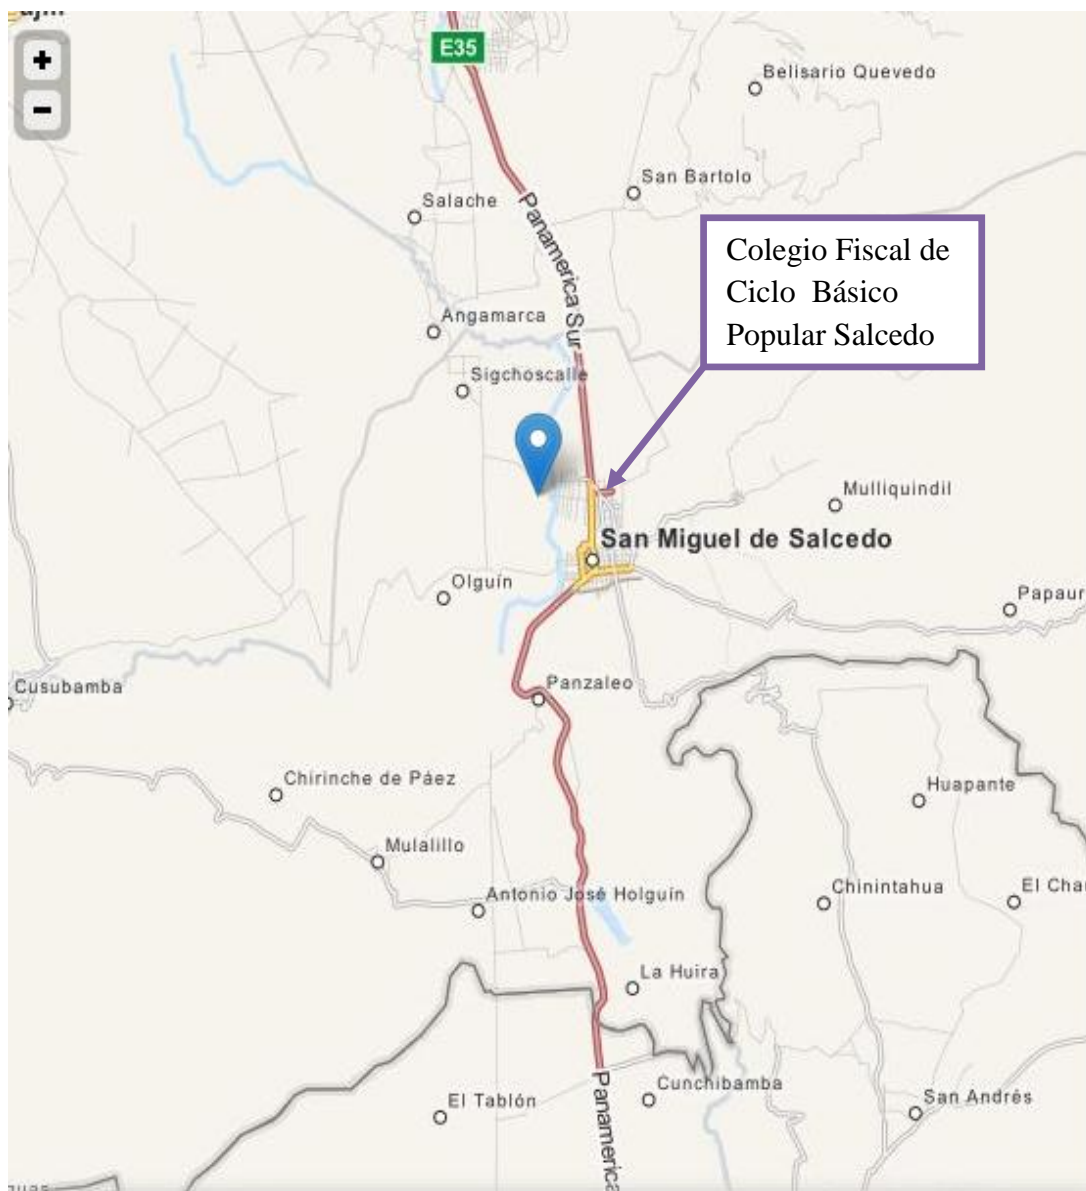 +
-
E35
Belisario Quevedo
San Bartolo
Salache
Panamerica Sur
Colegio Fiscal de
Ciclo Básico
Popular Salcedo
Angamarca
Sigchoscalle
Mulliquindil
San Miguel de Salcedo
Olguín
Papaur
Cusubamba
Panzaleo
Chirinche de Páez
Huapante
Mulalillo
Chinintahua
El Cha
Antonio José Holguín
La Huira
Cunchibamba
El Tablón
San Andrés
Panamerica